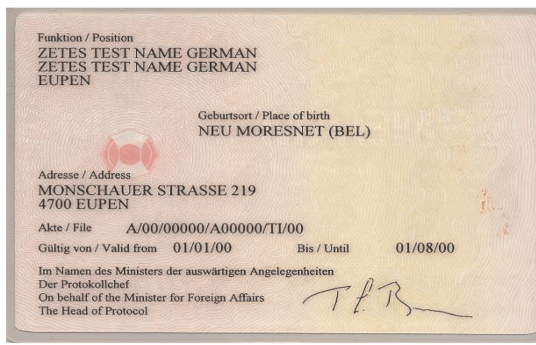 Funktion / Position
ZETES TEST NAME GERMAN
ZETES TEST NAME GERMAN
EUPEN
Geburtsort / Place of birth
NEU MORESNET (BEL)
Adresse / Address
MONSCHAUER STRASSE 219
4700 EUPEN
Akte / File A/00/00000/A00000/TI/00
Gültig von / Valid from 01/01/00 Bis / Until 01/08/00
Im Namen des Ministers der auswärtigen Angelegenheiten
Der Protokollchef
On behalf of the Minister for Foreign Affairs
The Head of Protocol